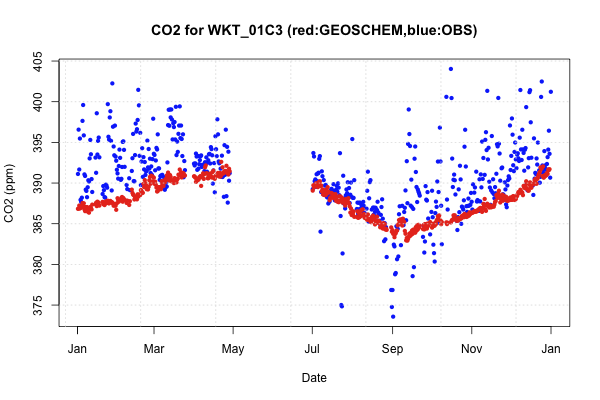 CO2 for WKT_01C3 (red:GEOSCHEM,blue:OBS)
CO2 (ppm)
405
400
395
390
385
380
375
Jan Mar May Jul Sep Nov Jan
Date